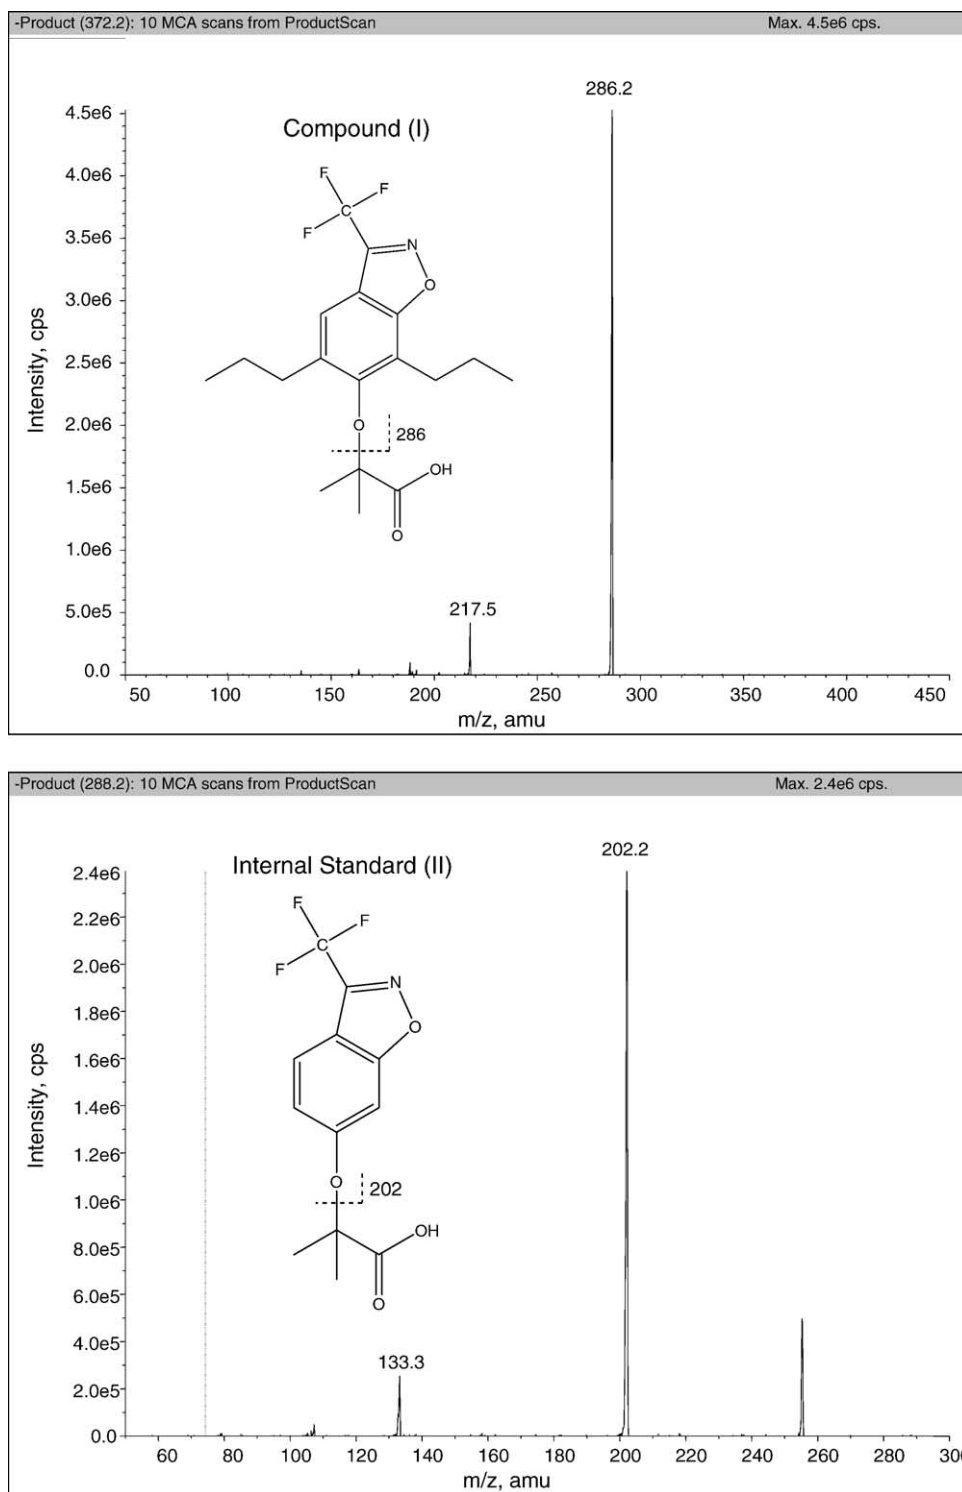 -Product (372.2): 10 MCA scans from ProductScan Max. 4.5e6 cps.
286.2
4.5e6
Compound (I)
4.0e6
F
F
C
F
3.5e6
N
O
3.0e6
2.5e6
Intensity, cps
2.0e6
O
286
1.5e6
OH
O
1.0e6
5.0e5
217.5
0.0
50 100 150 200 250 300 350 400 450
m/z, amu
-Product (288.2): 10 MCA scans from ProductScan Max. 2.4e6 cps.
202.2
2.4e6
Internal Standard (II)
2.2e6
F
F
C
F
2.0e6
N
1.8e6
O
1.6e6
Intensity, cps
1.4e6
1.2e6
O
202
1.0e6
OH
8.0e5
O
6.0e5
4.0e5
133.3
2.0e5
0.0
60 80 100 120 140 160 180 200 220 240 260 280 300
m/z, amu